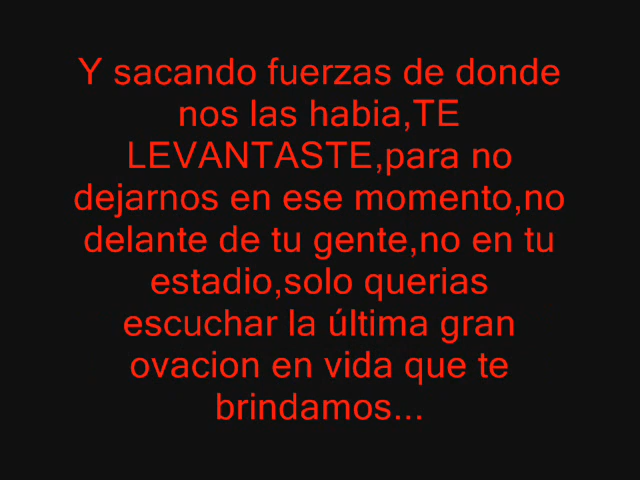 Y sacando fuerzas de donde
nos las habia,TE
LEVANTASTE,para no
dejarnos en ese momento,no
delante de tu gente,no en tu
estadio,solo querias
escuchar la última gran
ovacion en vida que te
brindamos...